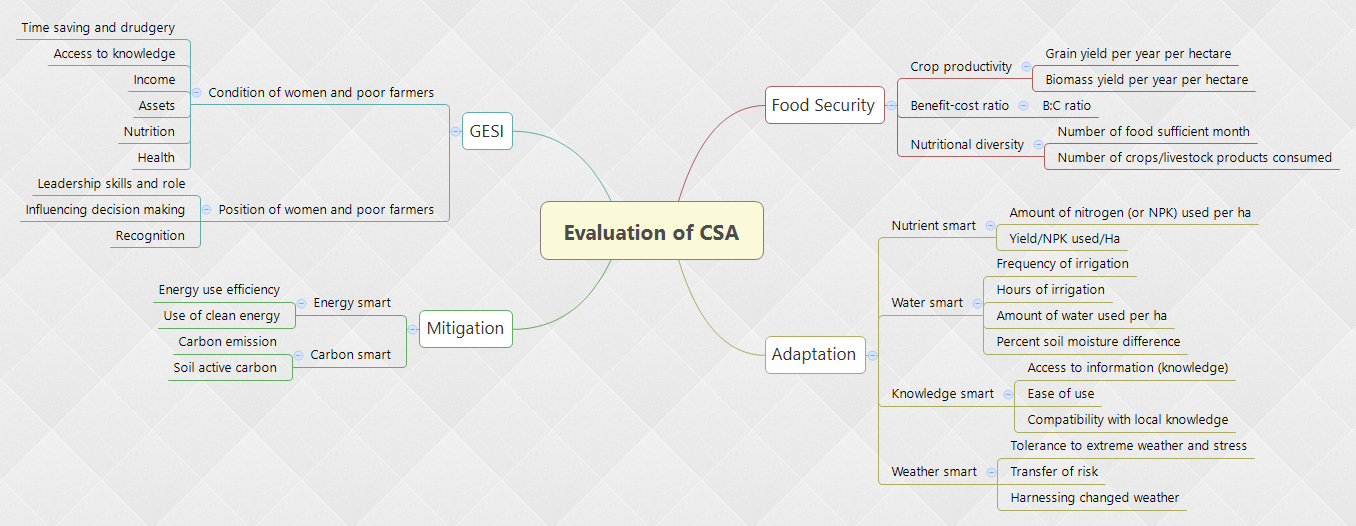 Evaluation of CSA
GESI
Condition of women and poor farmers
Time saving and drudgery
Access to knowledge
Income
Assets
Nutrition
Health
Position of women and poor farmers
Leadership skills and role
Influencing decision making
Recognition
Mitigation
Energy smart
Energy use efficiency
Use of clean energy
Carbon smart
Carbon emission
Soil active carbon
Food Security
Crop productivity
Grain yield per year per hectare
Biomass yield per year per hectare
Benefit-cost ratio
B:C ratio
Nutritional diversity
Number of food sufficient month
Number of crops/livestock products consumed
Adaptation
Nutrient smart
Amount of nitrogen (or NPK) used per ha
Yield/NPK used/Ha
Water smart
Frequency of irrigation
Hours of irrigation
Amount of water used per ha
Percent soil moisture difference
Knowledge smart
Access to information (knowledge)
Ease of use
Compatibility with local knowledge
Weather smart
Tolerance to extreme weather and stress
Transfer of risk
Harnessing changed weather